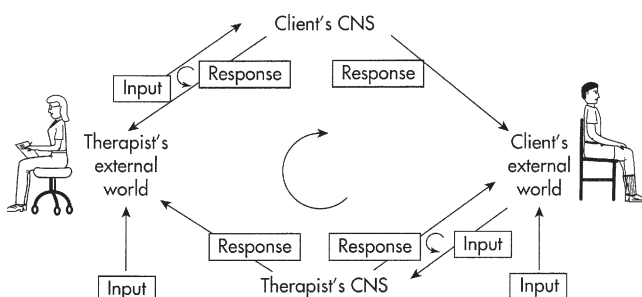 Client's CNS
Input
Response
Response
Therapist's
external
world
Client's
external
world
Response
Response
Input
Input
Therapist's CNS
Input